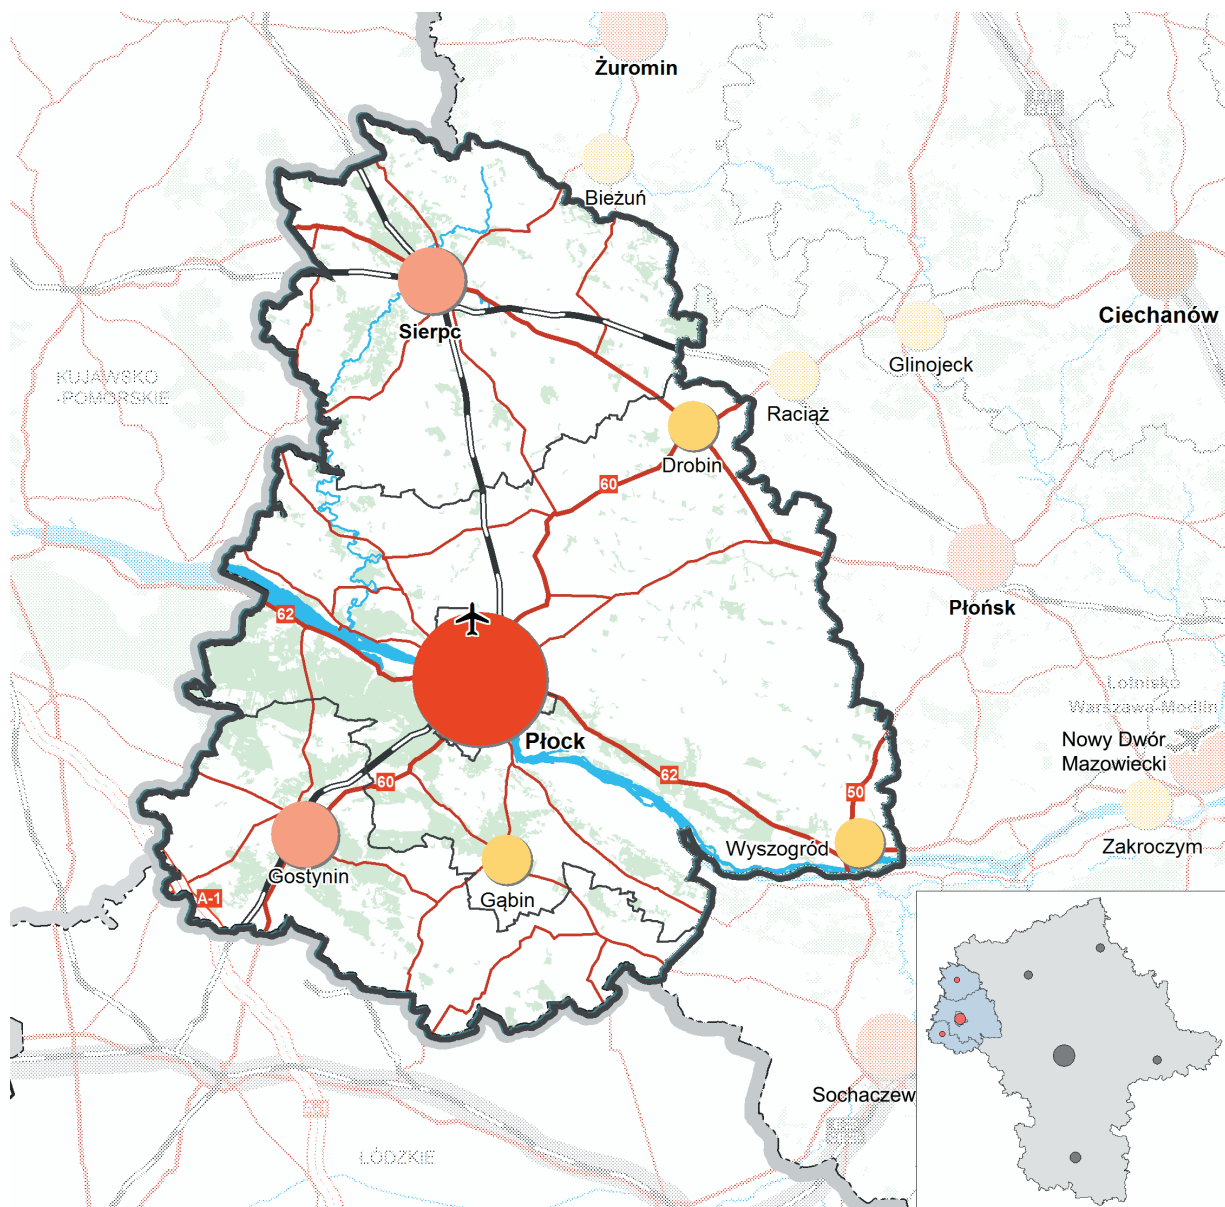 Żuromin
Bieżuń
Ciechanów
Sierpc
Glinojeck
KUJAWSKO
-POMORSKIE
Raciąż
Drobin
60
Płońsk
62
Lotnisko
Warszawa-Modlin
Płock
Nowy Dwór
Mazowiecki
62
60
50
Wyszogród
Zakroczym
Gostynin
A-1
Gąbin
Sochaczew
ŁÓDZKIE